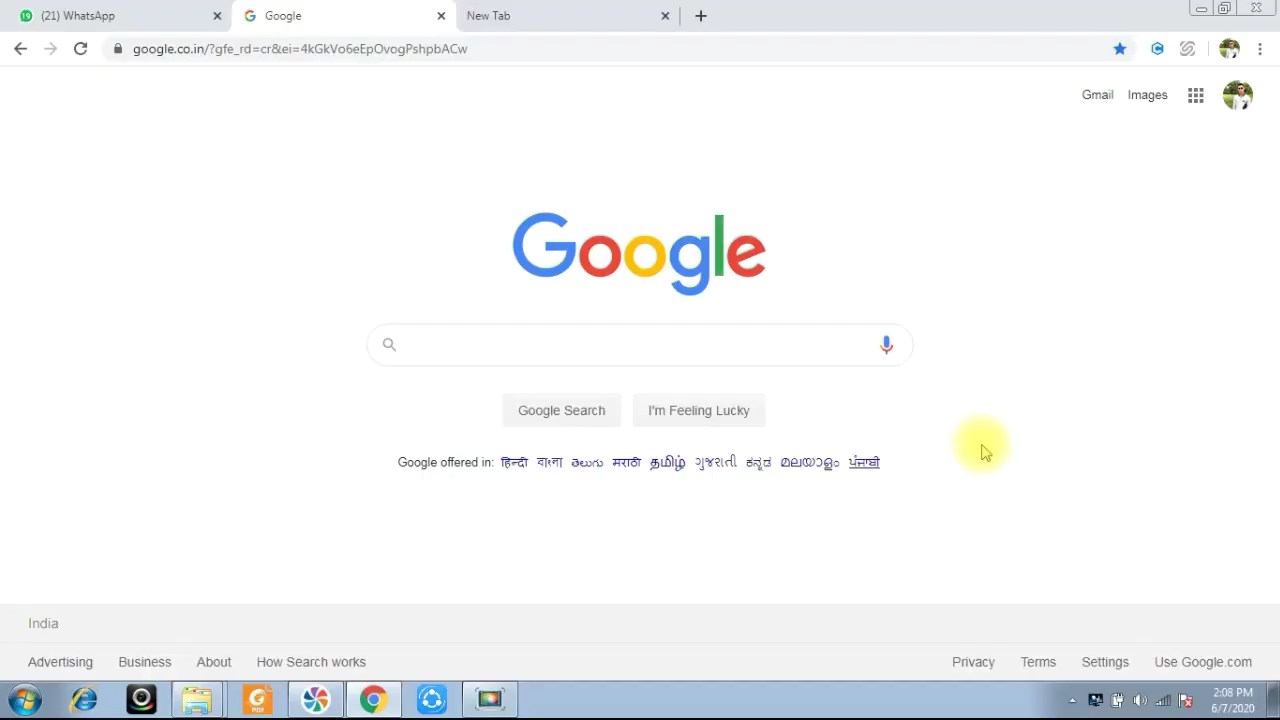 (21) WhatsApp
Google
New Tab
google.co.in/?gfe_rd=cr&ei=4kGkVo6eEpOvogPshpbACw
Gmail
Images
Google
Google Search
I'm Feeling Lucky
Google offered in: हिन्दी বাংলা తెలుగు मराठी தமிழ் ગુજરાતી ಕನ್ನಡ മലയാളം ਪੰਜਾਬੀ
India
Advertising
Business
About
How Search works
Privacy
Terms
Settings
Use Google.com
PDF
2:08 PM
6/7/2020